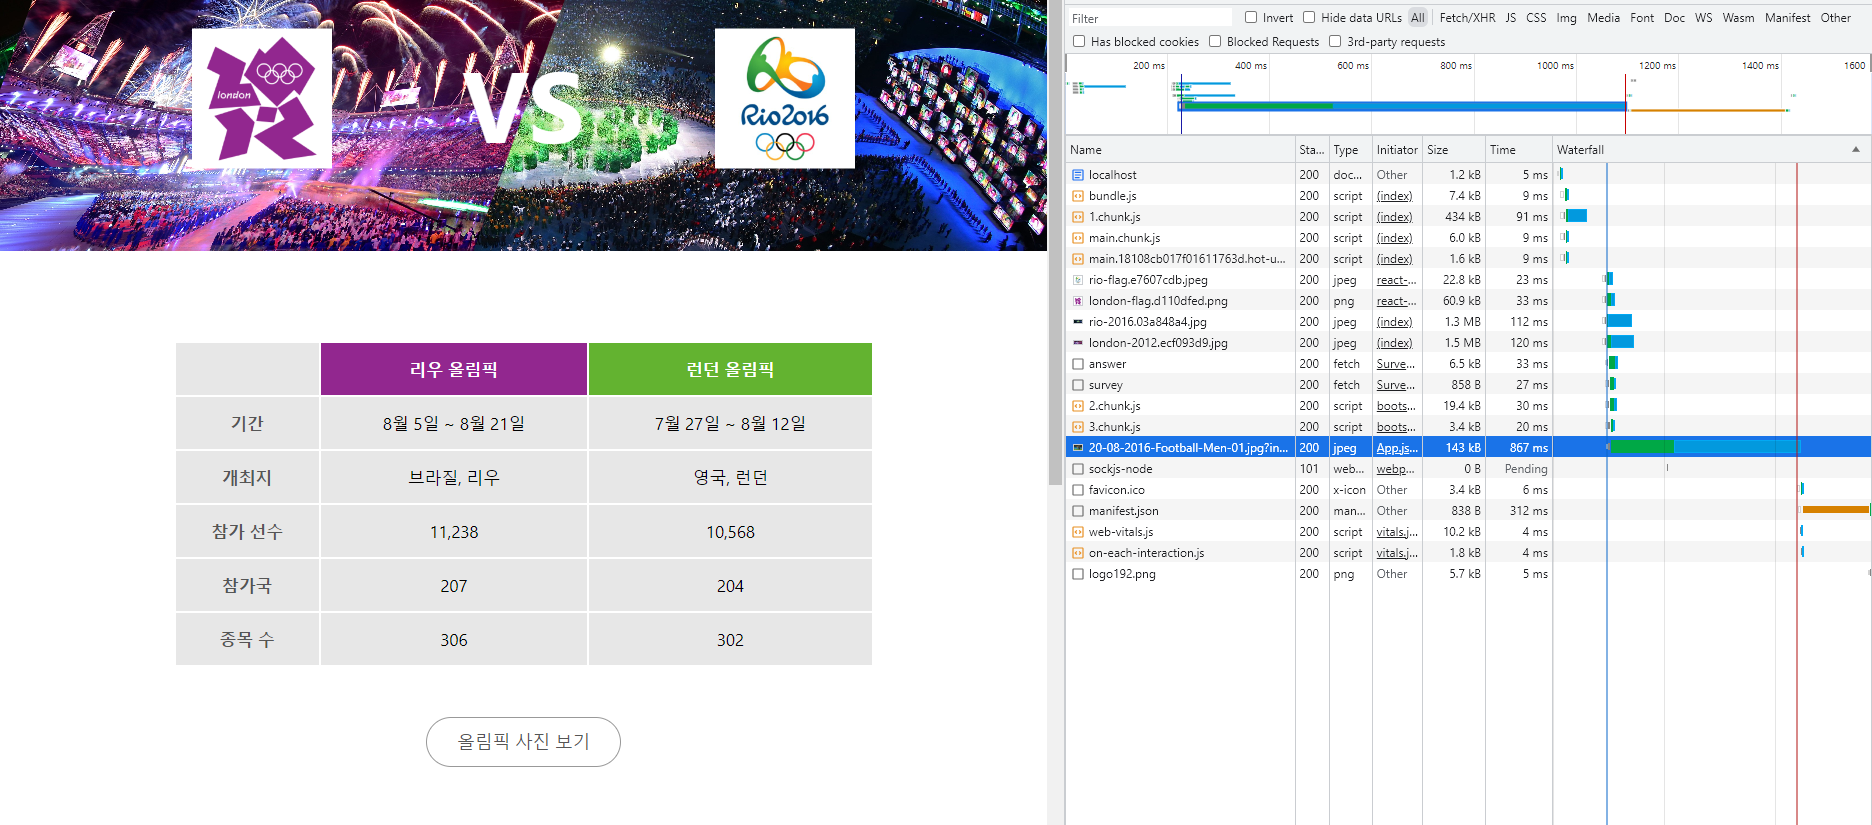 london
VS
Rio2016
리우 올림픽 런던 올림픽
기간 8월 5일 ~ 8월 21일 7월 27일 ~ 8월 12일
개최지 브라질, 리우 영국, 런던
참가 선수 11,238 10,568
참가국 207 204
종목 수 306 302
올림픽 사진 보기
Filter Invert Hide data URLs All Fetch/XHR JS CSS Img Media Font Doc WS Wasm Manifest Other
Has blocked cookies Blocked Requests 3rd-party requests
200 ms 400 ms 600 ms 800 ms 1000 ms 1200 ms 1400 ms 1600
Name Sta... Type Initiator Size Time Waterfall
localhost 200 doc... Other 1.2 kB 5 ms
bundle.js 200 script (index) 7.4 kB 9 ms
1.chunk.js 200 script (index) 434 kB 91 ms
main.chunk.js 200 script (index) 6.0 kB 9 ms
main.18108cb017f01611763d.hot-u... 200 script (index) 1.6 kB 9 ms
rio-flag.e7607cdb.jpeg 200 jpeg react-... 22.8 kB 23 ms
london-flag.d110dfed.png 200 png react-... 60.9 kB 33 ms
rio-2016.03a848a4.jpg 200 jpeg (index) 1.3 MB 112 ms
london-2012.ecf093d9.jpg 200 jpeg (index) 1.5 MB 120 ms
answer 200 fetch Surve... 6.5 kB 33 ms
survey 200 fetch Surve... 858 B 27 ms
2.chunk.js 200 script boots... 19.4 kB 30 ms
3.chunk.js 200 script boots... 3.4 kB 20 ms
20-08-2016-Football-Men-01.jpg?in... 200 jpeg App.js... 143 kB 867 ms
sockjs-node 101 web... webp... 0 B Pending
favicon.ico 200 x-icon Other 3.4 kB 6 ms
manifest.json 200 man... Other 838 B 312 ms
web-vitals.js 200 script vitals.j... 10.2 kB 4 ms
on-each-interaction.js 200 script vitals.j... 1.8 kB 4 ms
logo192.png 200 png Other 5.7 kB 5 ms